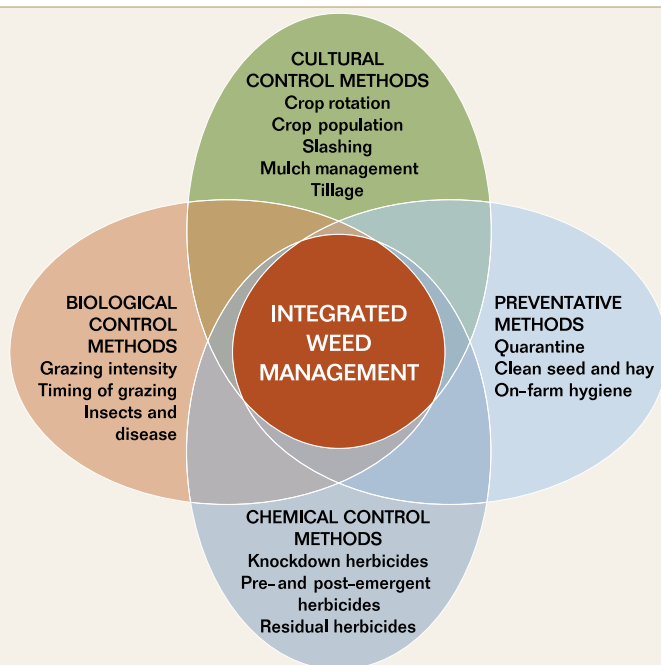 CULTURAL
CONTROL METHODS
Crop rotation
Crop population
Slashing
Mulch management
Tillage
BIOLOGICAL
CONTROL
METHODS
Grazing intensity
Timing of grazing
Insects and
disease
INTEGRATED
WEED
MANAGEMENT
PREVENTATIVE
METHODS
Quarantine
Clean seed and hay
On-farm hygiene
CHEMICAL CONTROL
METHODS
Knockdown herbicides
Pre-and post-emergent
herbicides
Residual herbicides